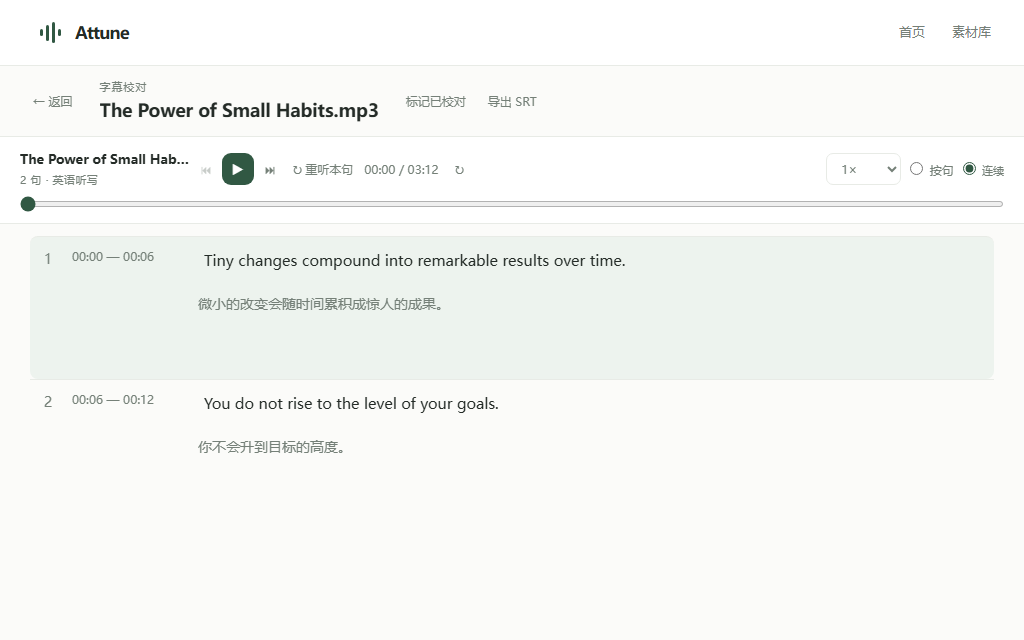 Attune
首页
素材库
← 返回
字幕校对
The Power of Small Habits.mp3
标记已校对
导出 SRT
The Power of Small Hab...
2 句 · 英语听写
↻ 重听本句
00:00 / 03:12
↻
1×
按句
连续
1
00:00 — 00:06
Tiny changes compound into remarkable results over time.
微小的改变会随时间累积成惊人的成果。
2
00:06 — 00:12
You do not rise to the level of your goals.
你不会升到目标的高度。